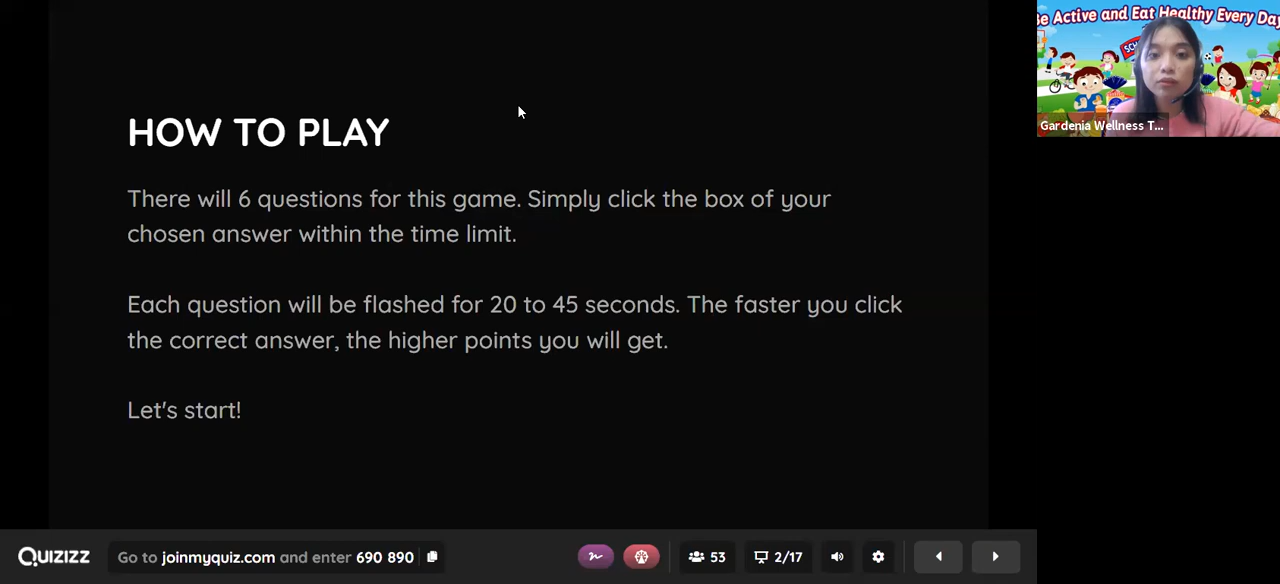 Be Active and Eat Healthy Every Day
Gardenia Wellness T...
HOW TO PLAY
There will 6 questions for this game. Simply click the box of your
chosen answer within the time limit.
Each question will be flashed for 20 to 45 seconds. The faster you click
the correct answer, the higher points you will get.
Let's start!
QUIZIZZ
Go to joinmyquiz.com and enter 690 890
53
2/17